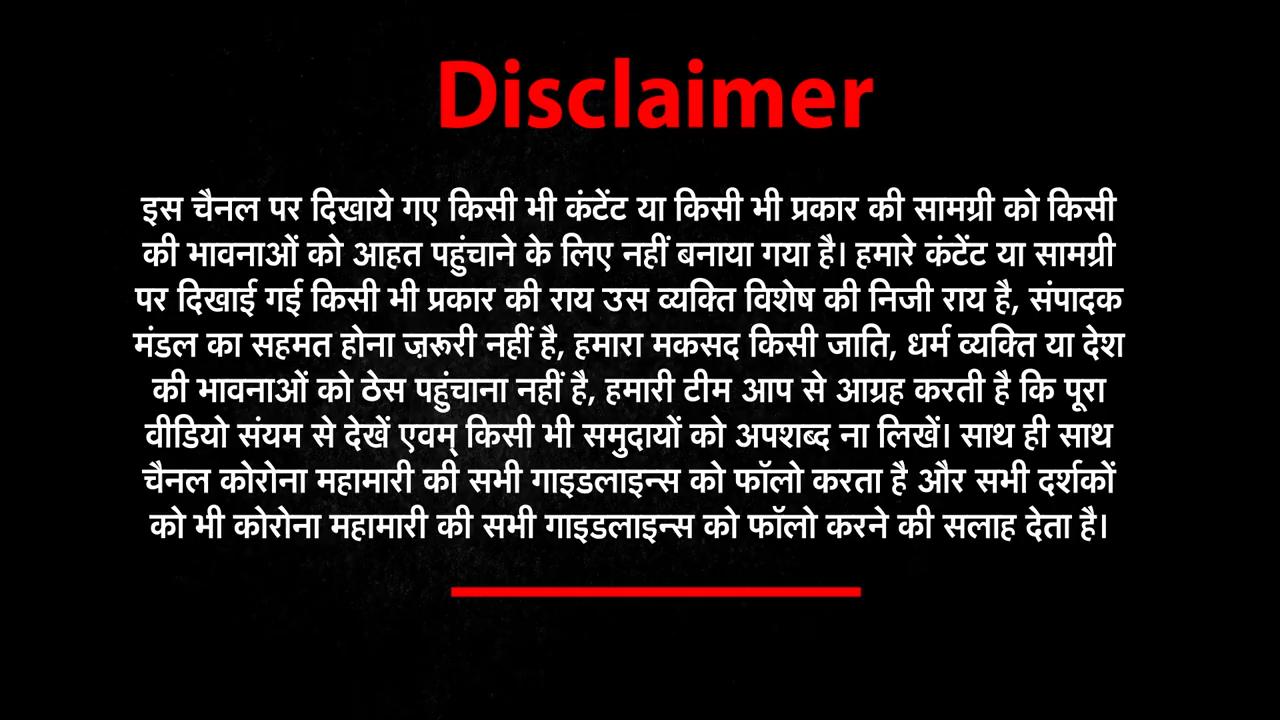 Disclaimer
इस चैनल पर दिखाये गए किसी भी कंटेंट या किसी भी प्रकार की सामग्री को किसी
की भावनाओं को आहत पहुंचाने के लिए नहीं बनाया गया है। हमारे कंटेंट या सामग्री
पर दिखाई गई किसी भी प्रकार की राय उस व्यक्ति विशेष की निजी राय है, संपादक
मंडल का सहमत होना ज़रूरी नहीं है, हमारा मकसद किसी जाति, धर्म व्यक्ति या देश
की भावनाओं को ठेस पहुंचाना नहीं है, हमारी टीम आप से आग्रह करती है कि पूरा
वीडियो संयम से देखें एवम् किसी भी समुदायों को अपशब्द ना लिखें। साथ ही साथ
चैनल कोरोना महामारी की सभी गाइडलाइन्स को फॉलो करता है और सभी दर्शकों
को भी कोरोना महामारी की सभी गाइडलाइन्स को फॉलो करने की सलाह देता है।